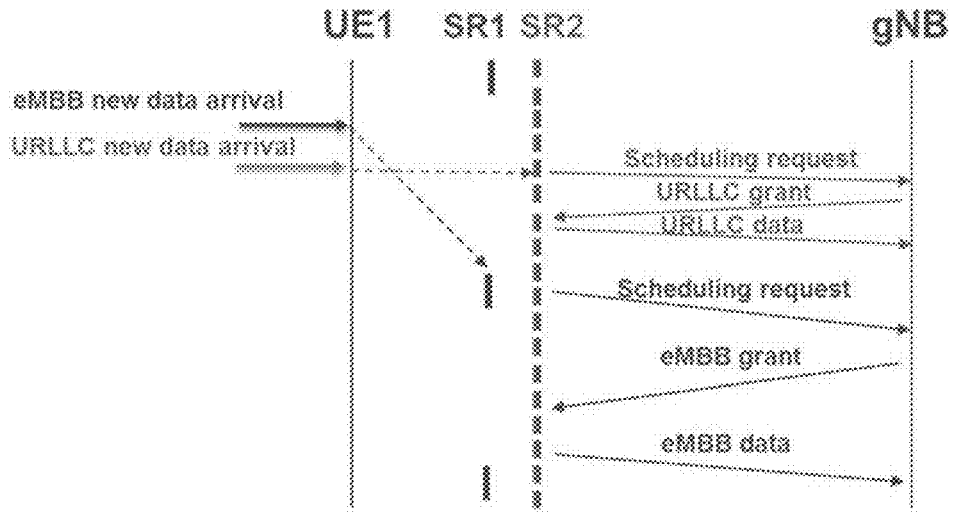 UE1 SR1 SR2 gNB
eMBB new data arrival
URLLC new data arrival
Scheduling request
URLLC grant
URLLC data
Scheduling request
eMBB grant
eMBB data